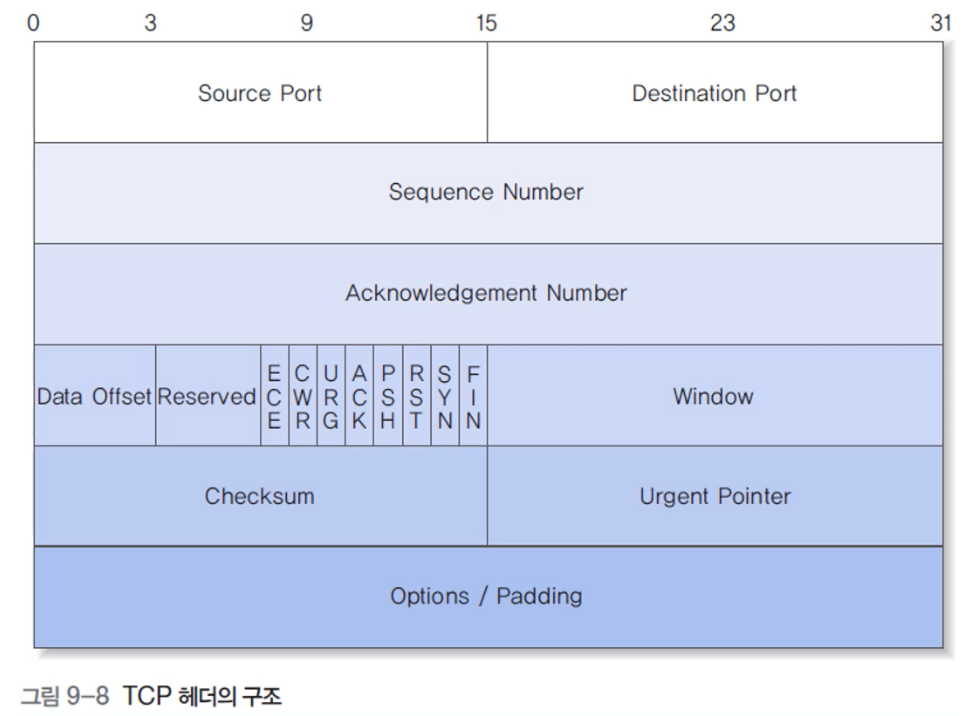 0 3 9 15 23 31
Source Port Destination Port
Sequence Number
Acknowledgement Number
Data Offset Reserved ECE CWR URG ACK PSH RST SYN FIN Window
Checksum Urgent Pointer
Options / Padding
그림 9-8 TCP 헤더의 구조